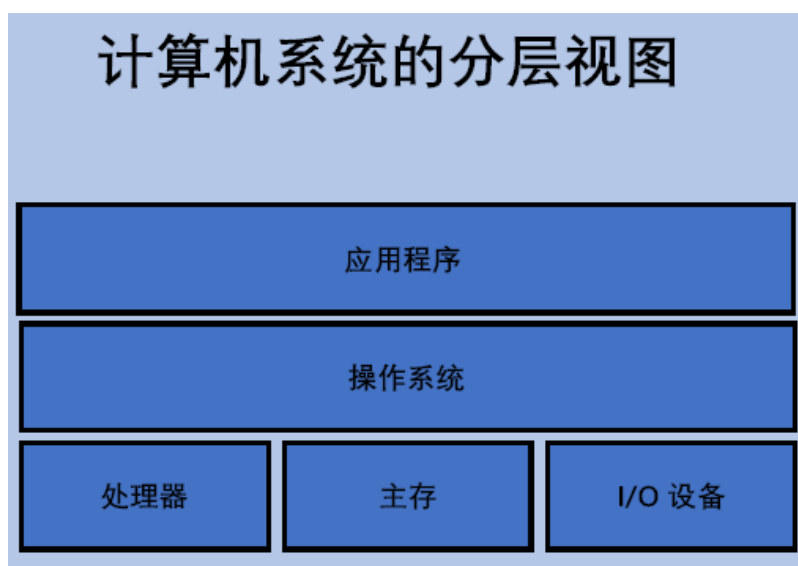 计算机系统的分层视图
应用程序
操作系统
处理器
主存
I/O 设备